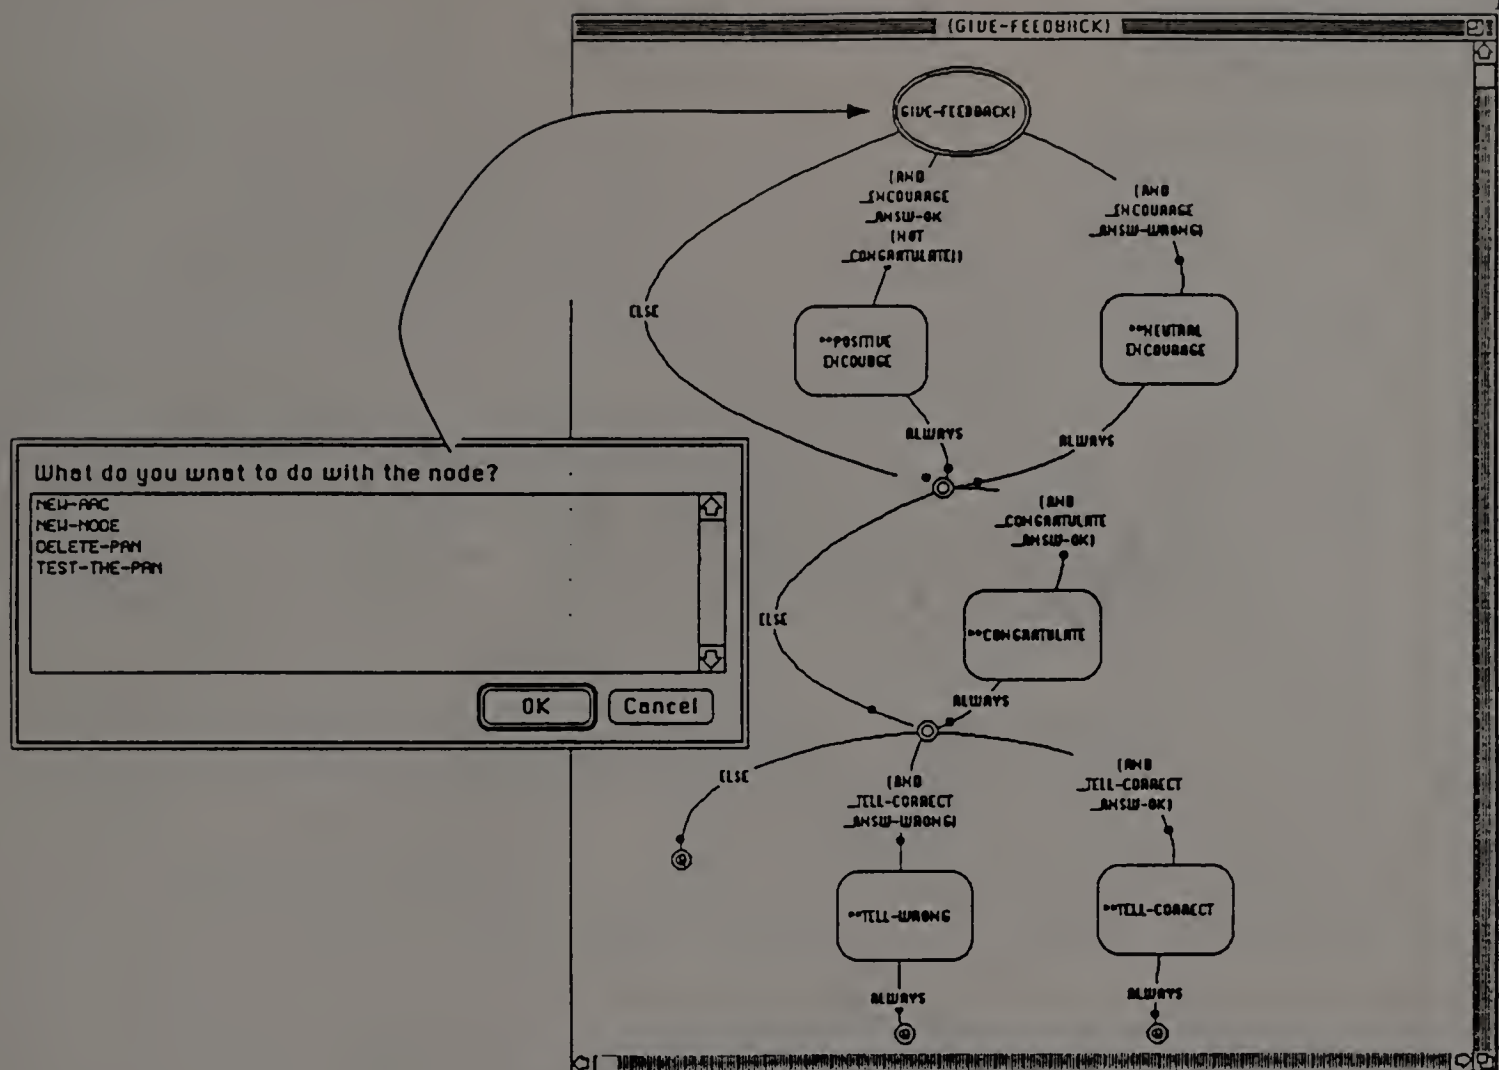 (GIVE-FEEDBACK)
(GIVE-FEEDBACK)
(AND
_ENCOURAGE
_ANSW-OK
(NOT
_CONGRATULATE))
(AND
_ENCOURAGE
_ANSW-WRONG)
ELSE
**POSITIVE
ENCOURGE
**NEUTRAL
ENCOURAGE
ALWAYS
ALWAYS
What do you wnat to do with the node?
NEW-ARC
NEW-NODE
DELETE-PAN
TEST-THE-PAN
OK
Cancel
(AND
_CONGRATULATE
_ANSW-OK)
ELSE
**CONGRATULATE
ALWAYS
ELSE
(AND
_TELL-CORRECT
_ANSW-WRONG)
(AND
_TELL-CORRECT
_ANSW-OK)
**TELL-WRONG
**TELL-CORRECT
ALWAYS
ALWAYS